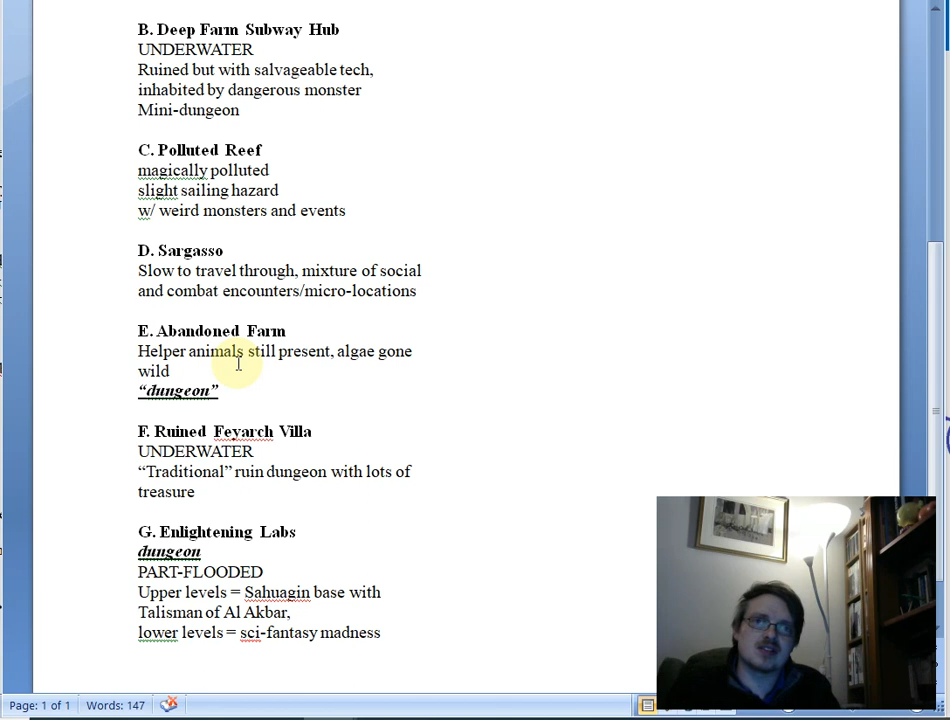 B. Deep Farm Subway Hub
UNDERWATER
Ruined but with salvageable tech,
inhabited by dangerous monster
Mini-dungeon
C. Polluted Reef
magically polluted
slight sailing hazard
w/ weird monsters and events
D. Sargasso
Slow to travel through, mixture of social
and combat encounters/micro-locations
E. Abandoned Farm
Helper animals still present, algae gone
wild
“dungeon”
F. Ruined Feyarch Villa
UNDERWATER
“Traditional” ruin dungeon with lots of
treasure
G. Enlightening Labs
dungeon
PART-FLOODED
Upper levels = Sahuagin base with
Talisman of Al Akbar,
lower levels = sci-fantasy madness
Page: 1 of 1 Words: 147